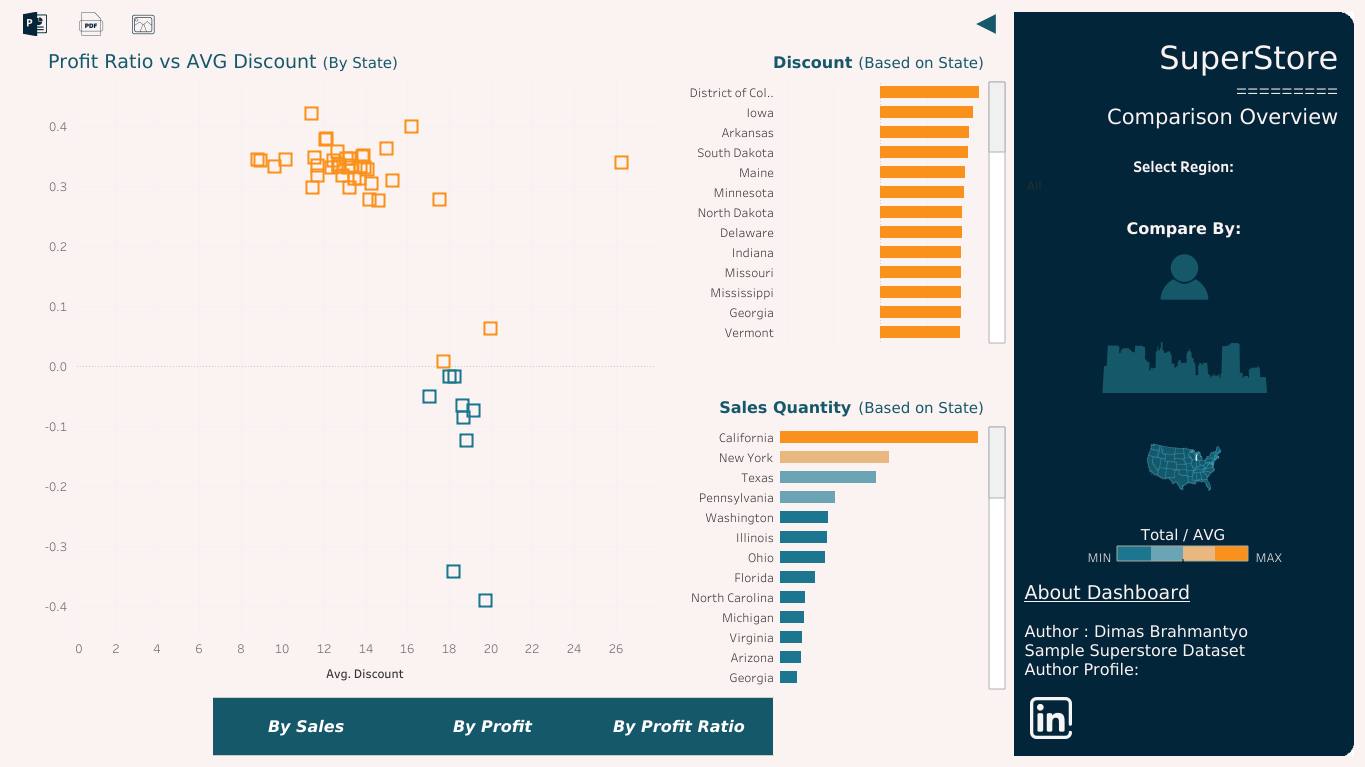 P
PDF
Profit Ratio vs AVG Discount (By State)
0.4
0.3
0.2
0.1
0.0
-0.1
-0.2
-0.3
-0.4
0 2 4 6 8 10 12 14 16 18 20 22 24 26
Avg. Discount
Discount (Based on State)
District of Col..
Iowa
Arkansas
South Dakota
Maine
Minnesota
North Dakota
Delaware
Indiana
Missouri
Mississippi
Georgia
Vermont
Sales Quantity (Based on State)
California
New York
Texas
Pennsylvania
Washington
Illinois
Ohio
Florida
North Carolina
Michigan
Virginia
Arizona
Georgia
By Sales By Profit By Profit Ratio
SuperStore
=========
Comparison Overview
Select Region:
All
Compare By:
Total / AVG
MIN MAX
About Dashboard
Author : Dimas Brahmantyo
Sample Superstore Dataset
Author Profile:
in